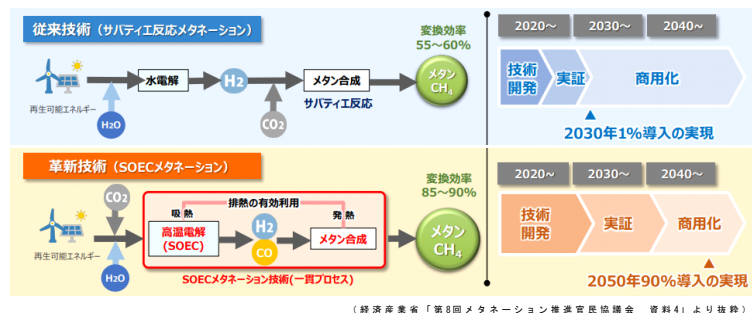 従来技術（サバティエ反応メタネーション）
再生可能エネルギー
H2O
水電解
H2
CO2
メタン合成
サバティエ反応
変換効率
55～60%
メタン
CH4
2020～
2030～
2040～
技術
開発
実証
商用化
2030年1%導入の実現
革新技術（SOECメタネーション）
CO2
再生可能エネルギー
H2O
排熱の有効利用
吸熱
発熱
高温電解
(SOEC)
H2
CO
メタン合成
SOECメタネーション技術(一貫プロセス)
変換効率
85～90%
メタン
CH4
2020~
2030～
2040～
技術
開発
実証
商用化
2050年90%導入の実現
（経済産業省「第8回メタネーション推進官民協議会　資料4」より抜粋）